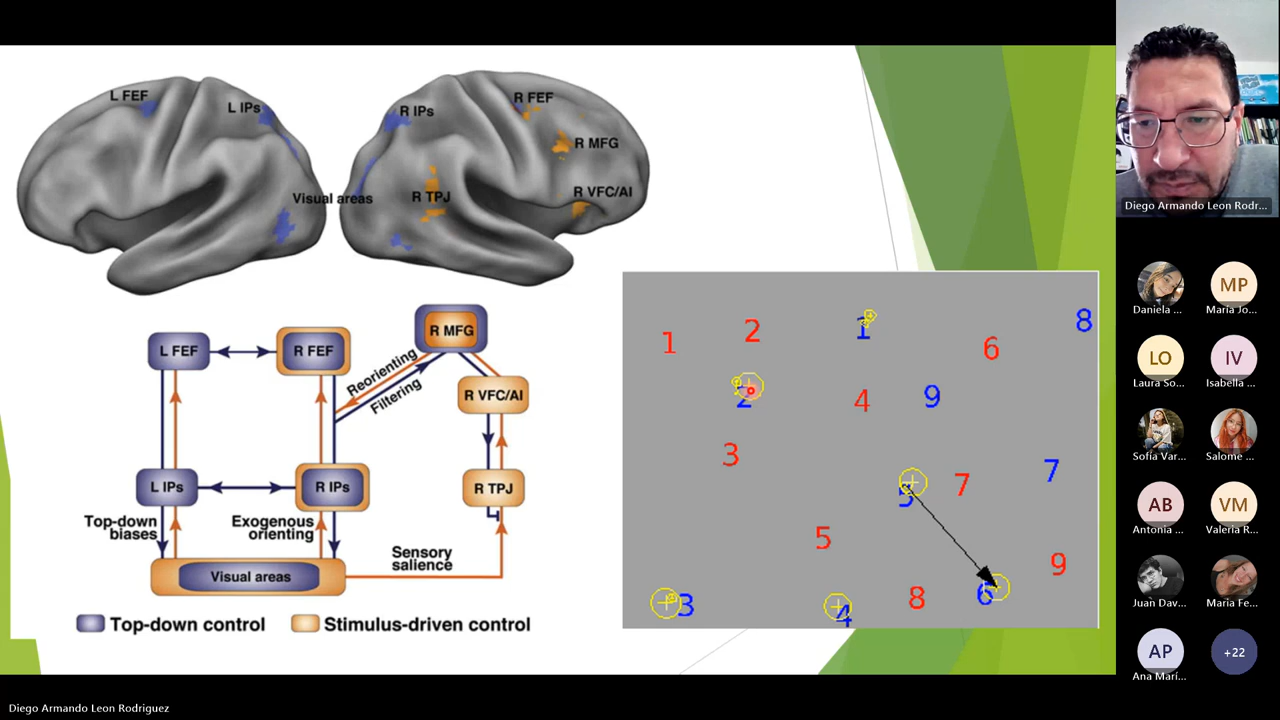 L FEF
L IPs
R IPs
R FEF
R MFG
Visual areas
R TPJ
R VFC/AI
R MFG
L FEF
R FEF
Reorienting
Filtering
R VFC/AI
L IPs
R IPs
R TPJ
Top-down
biases
Exogenous
orienting
Sensory
salience
Visual areas
Top-down control
Stimulus-driven control
1
2
1
6
8
2
4
9
3
5
7
7
5
9
3
4
8
6
Diego Armando Leon Rodr...
Daniela ...
MP
Maria Jo...
LO
Laura So...
IV
Isabella ...
Sofía Var...
Salome ...
AB
Antonia ...
VM
Valeria R...
Juan Dav...
Maria Fe...
AP
Ana Marí...
+22
Diego Armando Leon Rodriguez